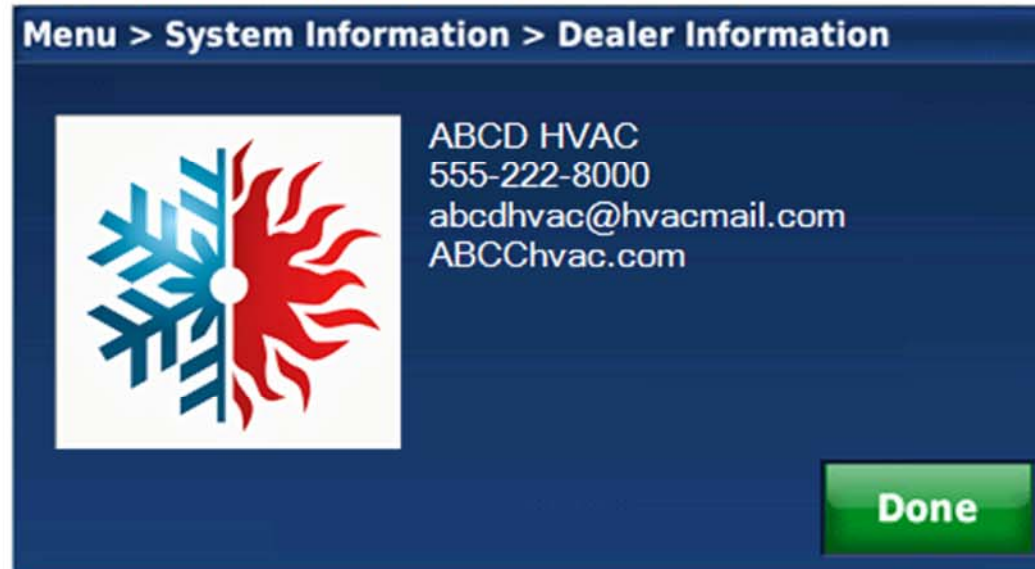 Menu > System Information > Dealer Information
ABCD HVAC
555-222-8000
abcdhvac@hvacmail.com
ABCChvac.com
Done